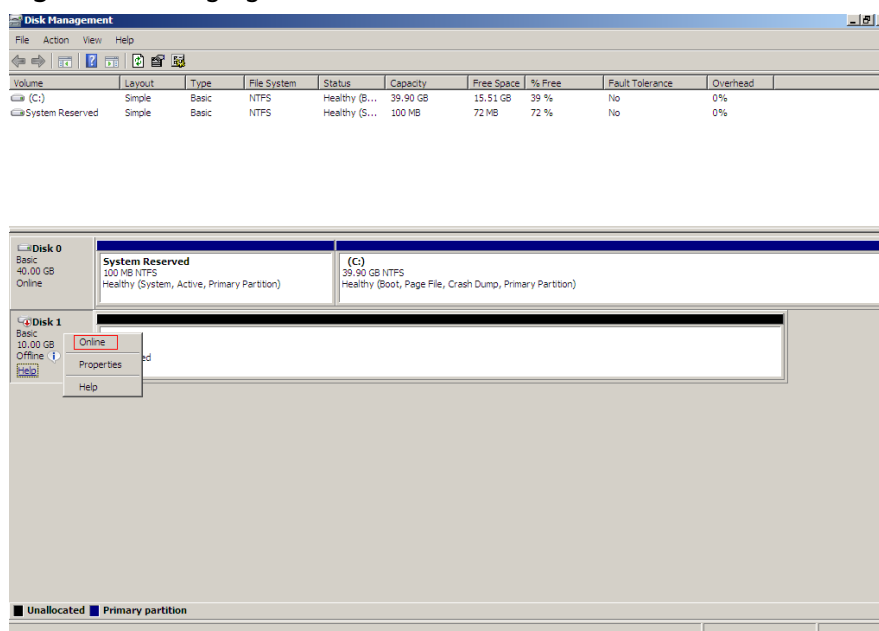 Disk Management
File Action View Help
Volume Layout Type File System Status Capacity Free Space % Free Fault Tolerance Overhead
(C:) Simple Basic NTFS Healthy (B... 39.90 GB 15.51 GB 39 % No 0%
System Reserved Simple Basic NTFS Healthy (S... 100 MB 72 MB 72 % No 0%
Disk 0
Basic
40.00 GB
Online
System Reserved
100 MB NTFS
Healthy (System, Active, Primary Partition)
(C:)
39.90 GB NTFS
Healthy (Boot, Page File, Crash Dump, Primary Partition)
Disk 1
Basic
10.00 GB
Offline
Help
Online
Properties
Help
ed
Unallocated Primary partition